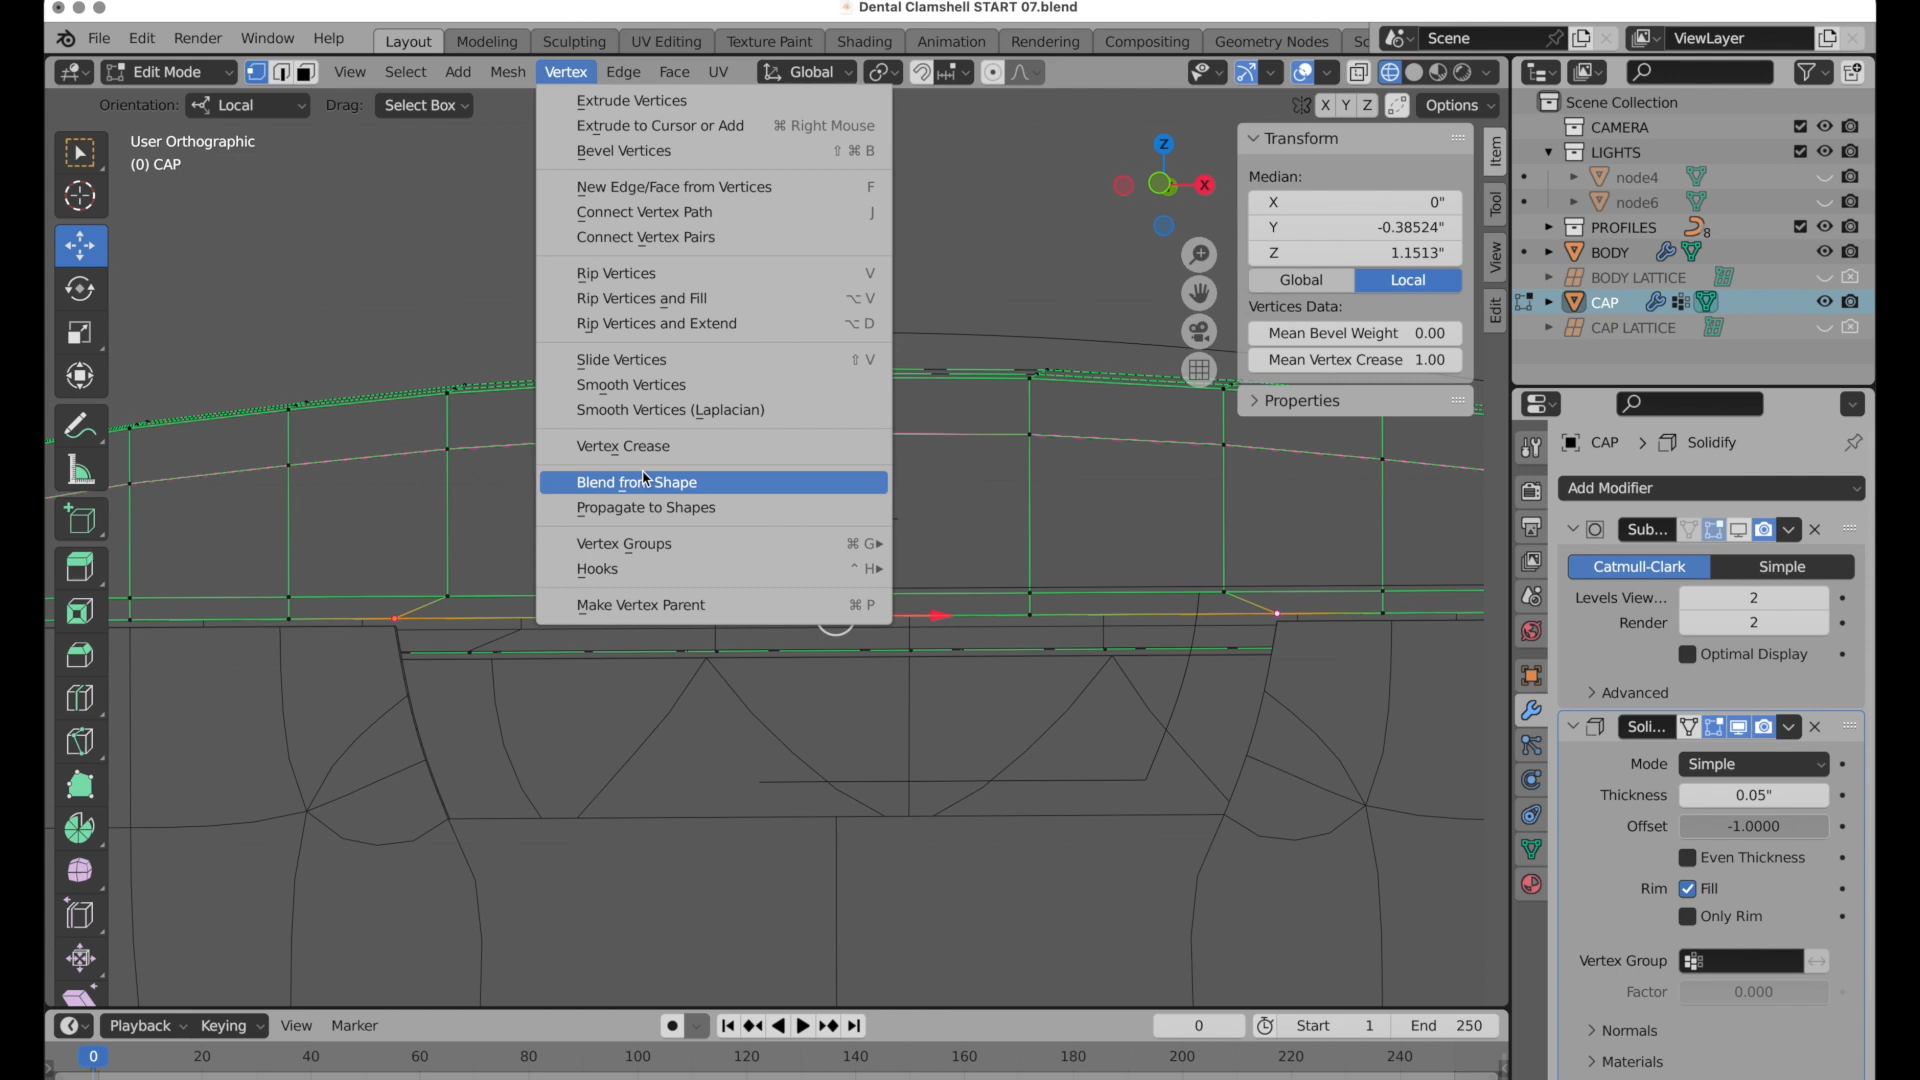 Dental Clamshell START 07.blend
File Edit Render Window Help Layout Modeling Sculpting UV Editing Texture Paint Shading Animation Rendering Compositing Geometry Nodes Sc Scene ViewLayer
Edit Mode View Select Add Mesh Vertex Edge Face UV Global
Orientation: Local Drag: Select Box X Y Z Options
User Orthographic
(0) CAP
Extrude Vertices
Extrude to Cursor or Add ⌘ Right Mouse
Bevel Vertices ⇧ ⌘ B
New Edge/Face from Vertices F
Connect Vertex Path J
Connect Vertex Pairs
Rip Vertices V
Rip Vertices and Fill ⌥ V
Rip Vertices and Extend ⌥ D
Slide Vertices ⇧ V
Smooth Vertices
Smooth Vertices (Laplacian)
Vertex Crease
Blend from Shape
Propagate to Shapes
Vertex Groups ⌘ G
Hooks ⌃ H
Make Vertex Parent ⌘ P
Z
X
Transform
Median:
X 0"
Y -0.38524"
Z 1.1513"
Global Local
Vertices Data:
Mean Bevel Weight 0.00
Mean Vertex Crease 1.00
Properties
Item
Tool
View
Edit
Scene Collection
CAMERA
LIGHTS
node4
node6
PROFILES 8
BODY
BODY LATTICE
CAP
CAP LATTICE
CAP Solidify
Add Modifier
Sub...
Catmull-Clark Simple
Levels View... 2
Render 2
Optimal Display
Advanced
Soli...
Mode Simple
Thickness 0.05"
Offset -1.0000
Even Thickness
Rim Fill
Only Rim
Vertex Group
Factor 0.000
Normals
Materials
Playback Keying View Marker 0 Start 1 End 250
0 20 40 60 80 100 120 140 160 180 200 220 240